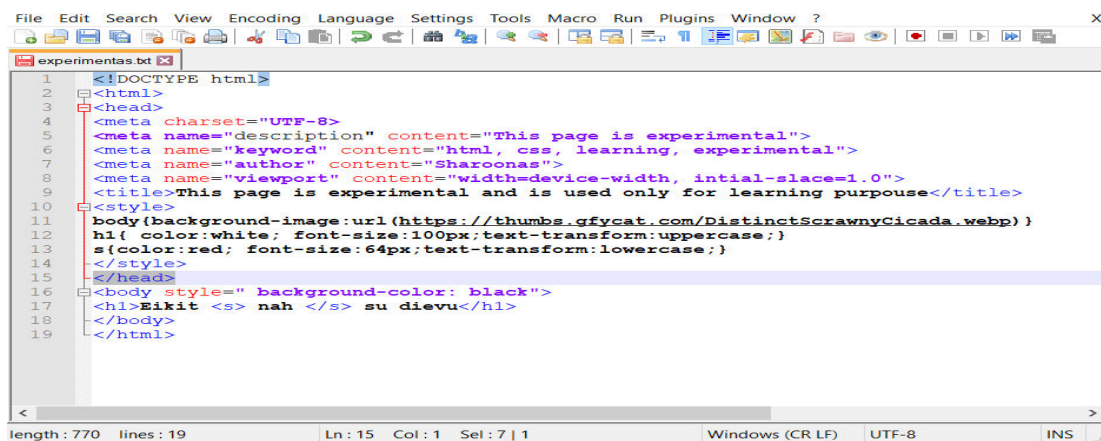 File Edit Search View Encoding Language Settings Tools Macro Run Plugins Window ? X
experimentas.txt
1 <!DOCTYPE html>
2 <html>
3 <head>
4 <meta charset="UTF-8>
5 <meta name="description" content="This page is experimental">
6 <meta name="keyword" content="html, css, learning, experimental">
7 <meta name="author" content="Sharoonas">
8 <meta name="viewport" content="width=device-width, intial-slace=1.0">
9 <title>This page is experimental and is used only for learning purpouse</title>
10 <style>
11 body{background-image:url(https://thumbs.gfycat.com/DistinctScrawnyCicada.webp)}
12 h1{ color:white; font-size:100px;text-transform:uppercase;}
13 s{color:red; font-size:64px;text-transform:lowercase;}
14 </style>
15 </head>
16 <body style=" background-color: black">
17 <h1>Eikit <s> nah </s> su dievu</h1>
18 </body>
19 </html>
length : 770 lines : 19 Ln : 15 Col : 1 Sel : 7 | 1 Windows (CR LF) UTF-8 INS